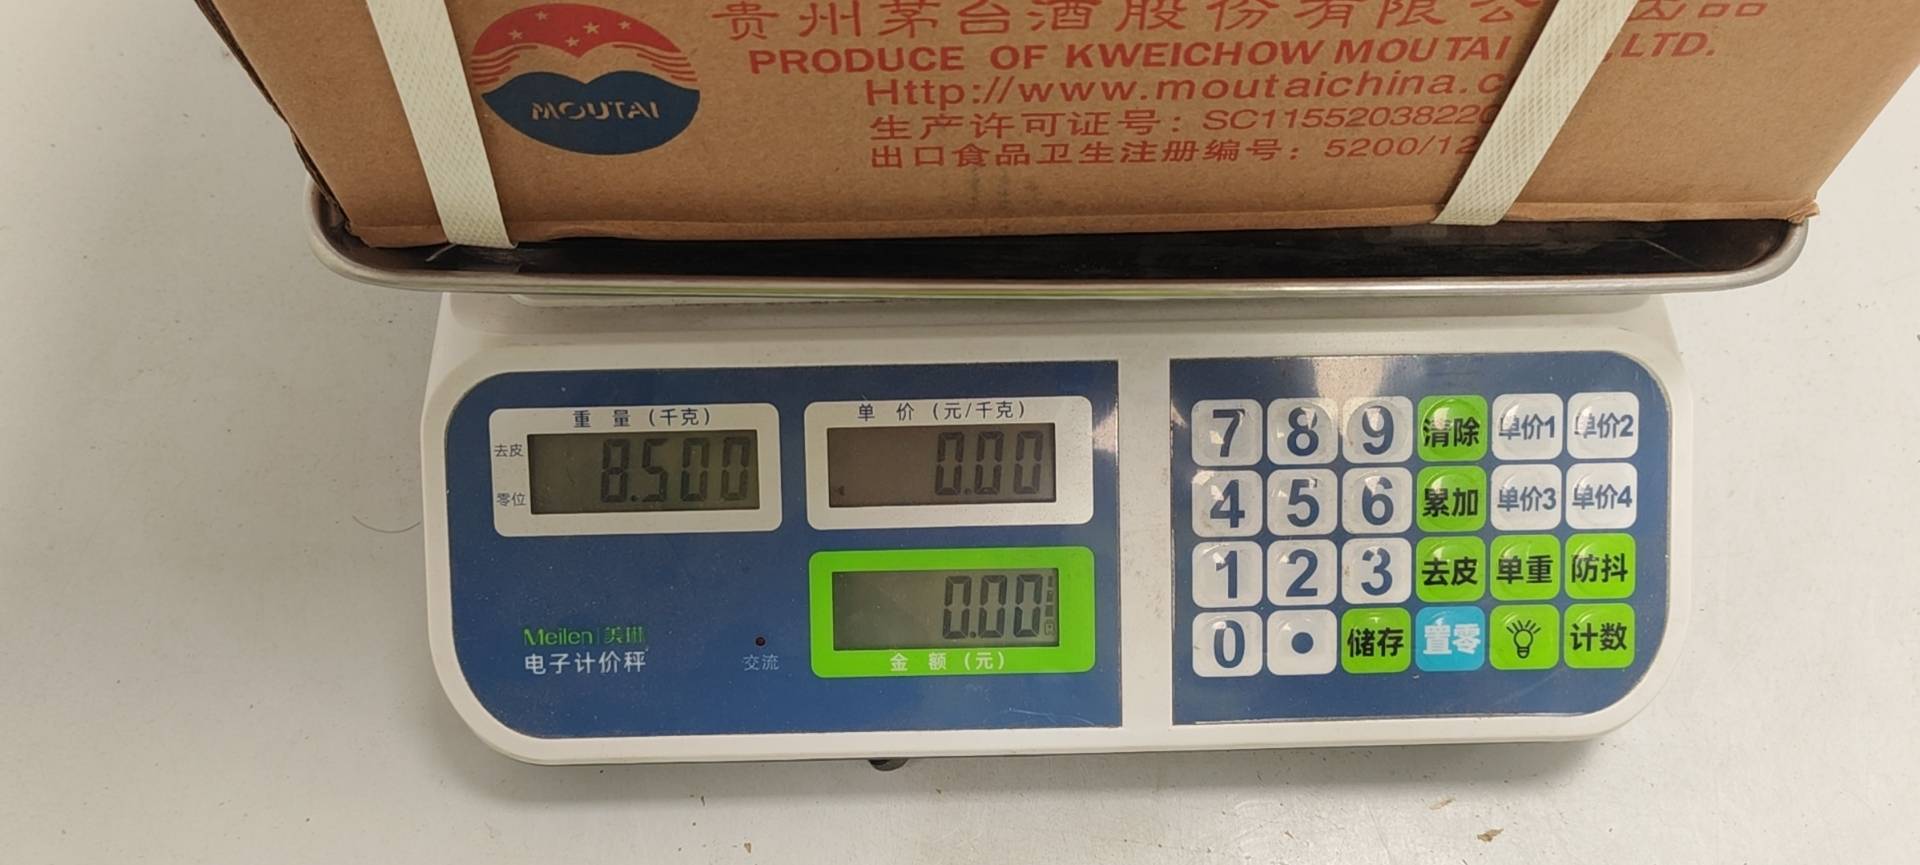 贵州茅台酒股份有限公 出品
PRODUCE OF KWEICHOW MOUTAI , LTD.
MOUTAI
Http://www.moutaichina.c
生产许可证号: SC1155203822
出口食品卫生注册编号: 5200/12
重 量 (千克)
去皮
8.500
零位
单 价 (元/千克)
0.00
0.00
金 额 (元)
Meilen 美琳
电子计价秤
交流
7 8 9 清除 单价1 单价2
4 5 6 累加 单价3 单价4
1 2 3 去皮 单重 防抖
0 • 储存 置零 计数